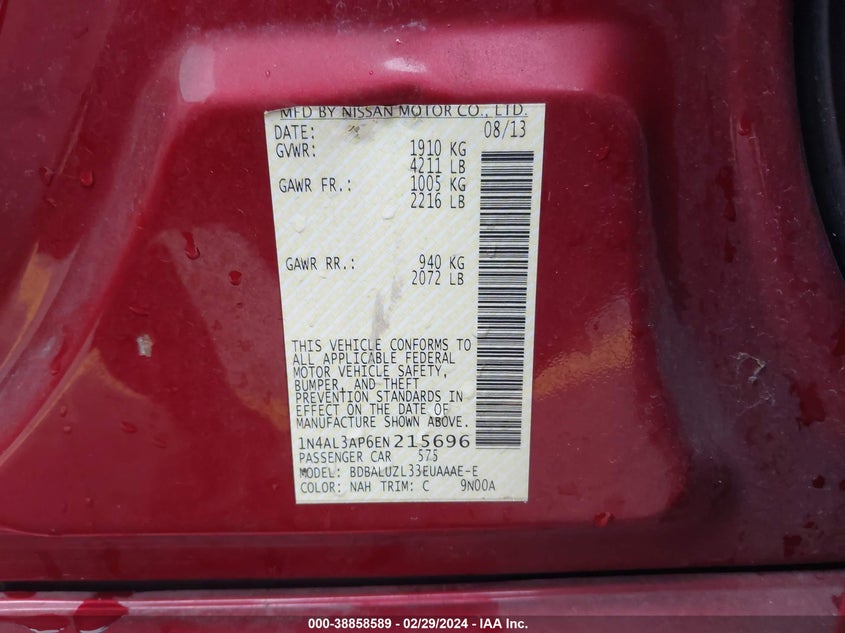 MFD BY NISSAN MOTOR CO., LTD.
DATE: 08/13
GVWR: 1910 KG
4211 LB
GAWR FR.: 1005 KG
2216 LB
GAWR RR.: 940 KG
2072 LB
THIS VEHICLE CONFORMS TO
ALL APPLICABLE FEDERAL
MOTOR VEHICLE SAFETY,
BUMPER, AND THEFT
PREVENTION STANDARDS IN
EFFECT ON THE DATE OF
MANUFACTURE SHOWN ABOVE.
1N4AL3AP6EN215696
PASSENGER CAR 575
MODEL: BDBALUZL33EUAAAE-E
COLOR: NAH TRIM: C 9N00A
000-38858589 / 02/29/2024 - IAA Inc.